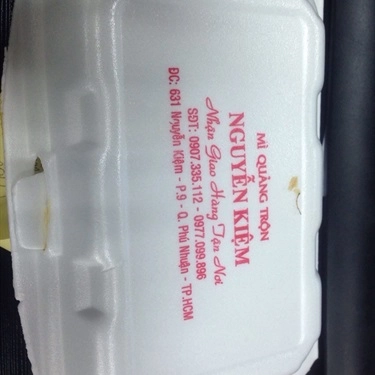 MÌ QUẢNG TRỘN
NGUYỄN KIỆM
Nhận Giao Hàng Tận Nơi
SĐT: 0907.335.112 - 0977.099.896
ĐC: 631 Nguyễn Kiệm - P.9 - Q. Phú Nhuận - TP.HCM